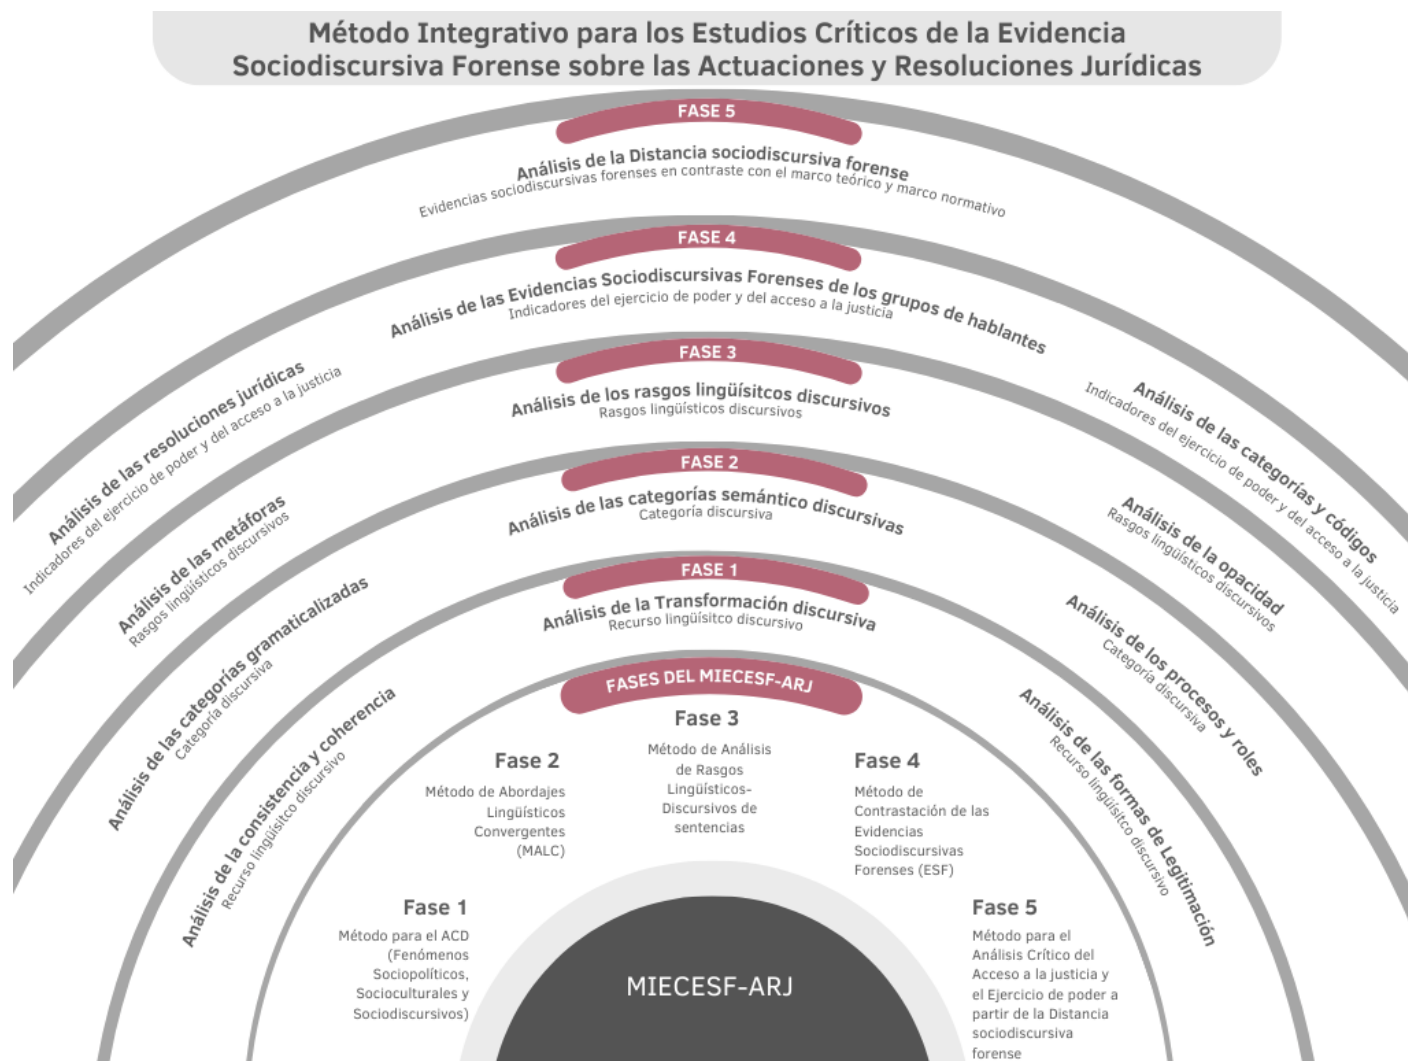 Método Integrativo para los Estudios Críticos de la Evidencia
Sociodiscursiva Forense sobre las Actuaciones y Resoluciones Jurídicas
FASE 5
Análisis de la Distancia sociodiscursiva forense
Evidencias sociodiscursivas forenses en contraste con el marco teórico y marco normativo
FASE 4
Análisis de las Evidencias Sociodiscursivas Forenses de los grupos de hablantes
Indicadores del ejercicio de poder y del acceso a la justicia
Análisis de las resoluciones jurídicas
Indicadores del ejercicio de poder y del acceso a la justicia
Análisis de las categorías y códigos
Indicadores del ejercicio de poder y del acceso a la justicia
FASE 3
Análisis de los rasgos lingüísitcos discursivos
Rasgos lingüísticos discursivos
Análisis de las metáforas
Rasgos lingüísticos discursivos
Análisis de la opacidad
Rasgos lingüísticos discursivos
FASE 2
Análisis de las categorías semántico discursivas
Categoría discursiva
Análisis de las categorías gramaticalizadas
Categoría discursiva
Análisis de los procesos y roles
Categoría discursiva
FASE 1
Análisis de la Transformación discursiva
Recurso lingüísitco discursivo
Análisis de la consistencia y coherencia
Recurso lingüísitco discursivo
Análisis de las formas de Legitimación
Recurso lingüísitco discursivo
FASES DEL MIECESF-ARJ
Fase 1
Método para el ACD
(Fenómenos
Sociopolíticos,
Socioculturales y
Sociodiscursivos)
Fase 2
Método de Abordajes
Lingüísticos
Convergentes
(MALC)
Fase 3
Método de Análisis
de Rasgos
Lingüísticos-
Discursivos de
sentencias
Fase 4
Método de
Contrastación de las
Evidencias
Sociodiscursivas
Forenses (ESF)
Fase 5
Método para el
Análisis Crítico del
Acceso a la justicia y
el Ejercicio de poder a
partir de la Distancia
sociodiscursiva
forense
MIECESF-ARJ